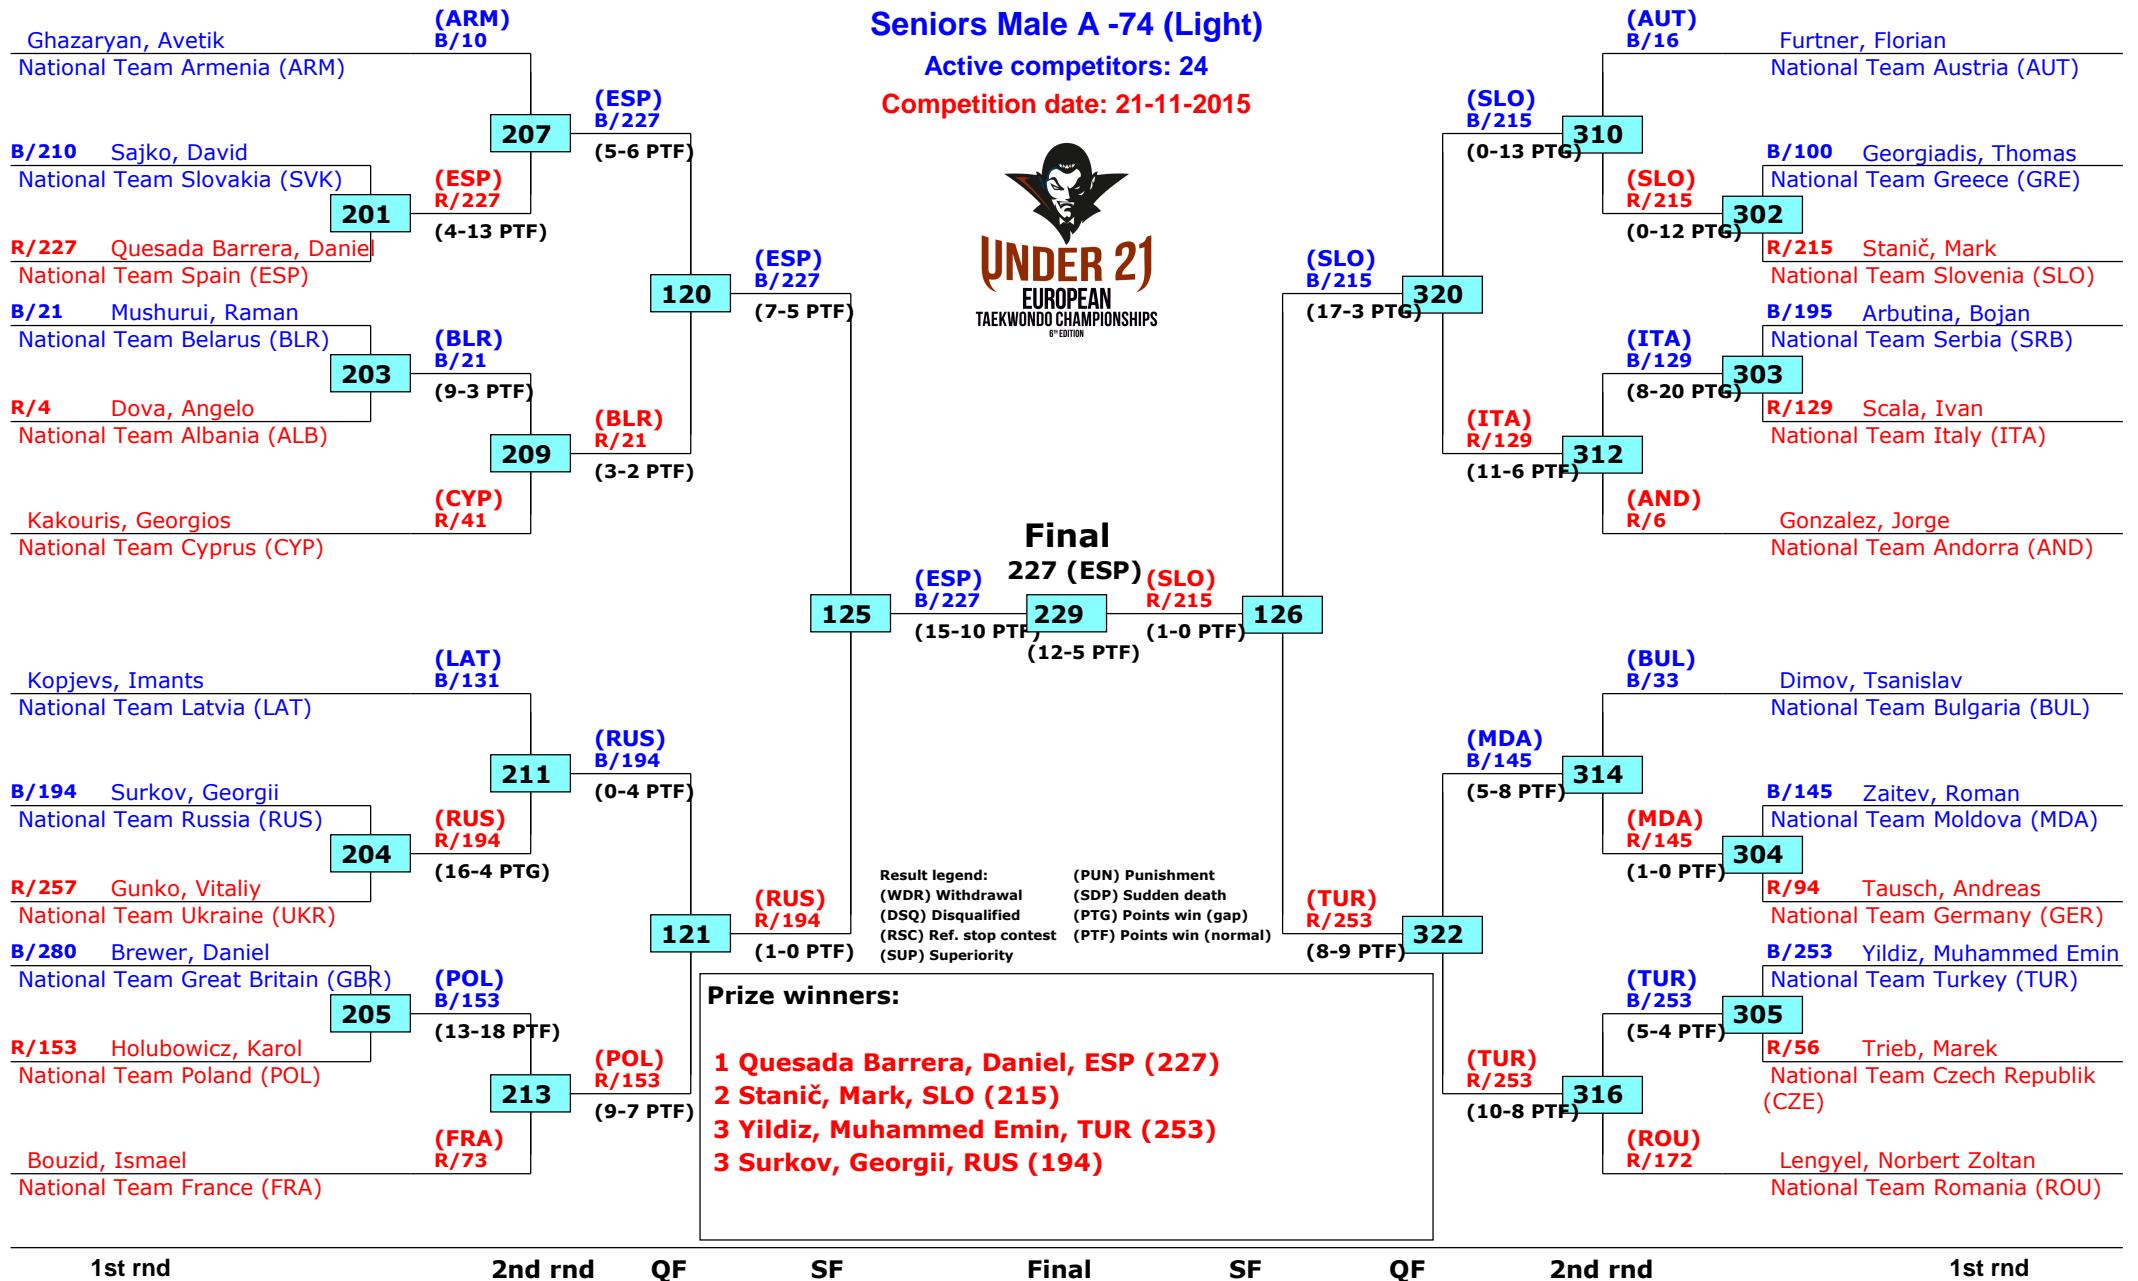 Seniors Male A -74 (Light)
Active competitors: 24
Competition date: 21-11-2015
UNDER 21
EUROPEAN
TAEKWONDO CHAMPIONSHIPS
6TH EDITION
Ghazaryan, Avetik
National Team Armenia (ARM)
(ARM)
B/10
B/210 Sajko, David
National Team Slovakia (SVK)
201
R/227 Quesada Barrera, Daniel
National Team Spain (ESP)
(ESP)
R/227
(4-13 PTF)
207
(ESP)
B/227
(5-6 PTF)
B/21 Mushurui, Raman
National Team Belarus (BLR)
203
R/4 Dova, Angelo
National Team Albania (ALB)
(BLR)
B/21
(9-3 PTF)
209
(BLR)
R/21
(3-2 PTF)
Kakouris, Georgios
National Team Cyprus (CYP)
(CYP)
R/41
120
(ESP)
B/227
(7-5 PTF)
Kopjevs, Imants
National Team Latvia (LAT)
(LAT)
B/131
B/194 Surkov, Georgii
National Team Russia (RUS)
204
R/257 Gunko, Vitaliy
National Team Ukraine (UKR)
(RUS)
R/194
(16-4 PTG)
211
(RUS)
B/194
(0-4 PTF)
B/280 Brewer, Daniel
National Team Great Britain (GBR)
205
R/153 Holubowicz, Karol
National Team Poland (POL)
(POL)
B/153
(13-18 PTF)
213
(POL)
R/153
(9-7 PTF)
Bouzid, Ismael
National Team France (FRA)
(FRA)
R/73
121
(RUS)
R/194
(1-0 PTF)
125
(ESP)
B/227
(15-10 PTF)
Final
227 (ESP)
229
(12-5 PTF)
(SLO)
R/215
(1-0 PTF)
126
(SLO)
B/215
(17-3 PTG)
320
(SLO)
B/215
(0-13 PTG)
310
(AUT)
B/16
Furtner, Florian
National Team Austria (AUT)
(SLO)
R/215
(0-12 PTG)
302
B/100 Georgiadis, Thomas
National Team Greece (GRE)
R/215 Stanič, Mark
National Team Slovenia (SLO)
(ITA)
R/129
(11-6 PTF)
312
(ITA)
B/129
(8-20 PTG)
303
B/195 Arbutina, Bojan
National Team Serbia (SRB)
R/129 Scala, Ivan
National Team Italy (ITA)
(AND)
R/6
Gonzalez, Jorge
National Team Andorra (AND)
(TUR)
R/253
(8-9 PTF)
322
(MDA)
B/145
(5-8 PTF)
314
(BUL)
B/33
Dimov, Tsanislav
National Team Bulgaria (BUL)
(MDA)
R/145
(1-0 PTF)
304
B/145 Zaitev, Roman
National Team Moldova (MDA)
R/94 Tausch, Andreas
National Team Germany (GER)
(TUR)
R/253
(10-8 PTF)
316
(TUR)
B/253
(5-4 PTF)
305
B/253 Yildiz, Muhammed Emin
National Team Turkey (TUR)
R/56 Trieb, Marek
National Team Czech Republik
(CZE)
(ROU)
R/172
Lengyel, Norbert Zoltan
National Team Romania (ROU)
Result legend:
(WDR) Withdrawal
(DSQ) Disqualified
(RSC) Ref. stop contest
(SUP) Superiority
(PUN) Punishment
(SDP) Sudden death
(PTG) Points win (gap)
(PTF) Points win (normal)
Prize winners:
1 Quesada Barrera, Daniel, ESP (227)
2 Stanič, Mark, SLO (215)
3 Yildiz, Muhammed Emin, TUR (253)
3 Surkov, Georgii, RUS (194)
1st rnd 2nd rnd QF SF Final SF QF 2nd rnd 1st rnd